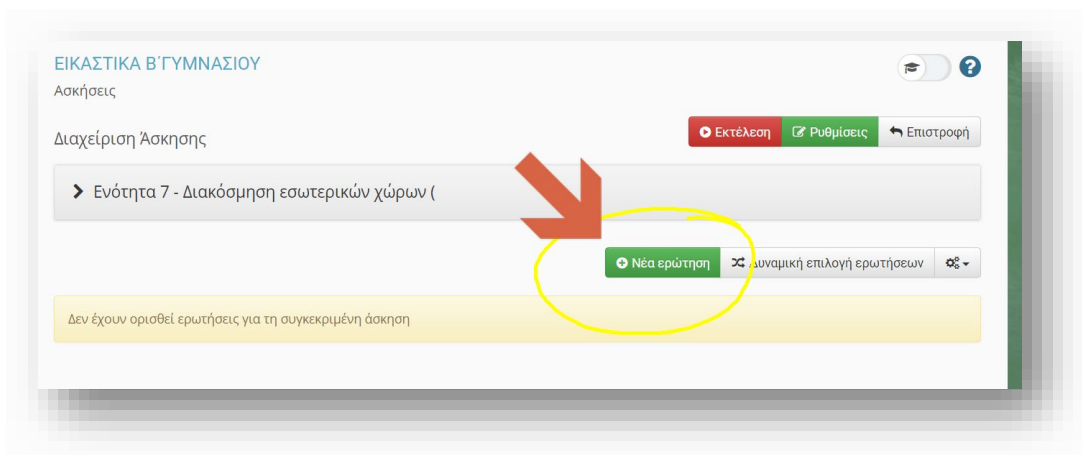 ΕΙΚΑΣΤΙΚΑ Β΄ΓΥΜΝΑΣΙΟΥ
Ασκήσεις
Διαχείριση Άσκησης
Εκτέλεση Ρυθμίσεις Επιστροφή
Ενότητα 7 - Διακόσμηση εσωτερικών χώρων (
Νέα ερώτηση Δυναμική επιλογή ερωτήσεων
Δεν έχουν ορισθεί ερωτήσεις για τη συγκεκριμένη άσκηση